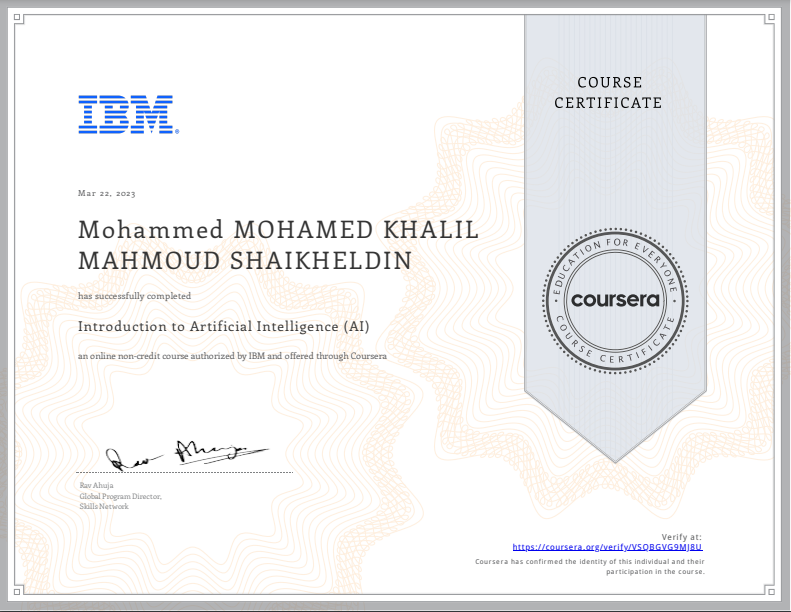 COURSE
CERTIFICATE
IBM®
Mar 22, 2023
Mohammed MOHAMED KHALIL
MAHMOUD SHAIKHELDIN
has successfully completed
Introduction to Artificial Intelligence (AI)
an online non-credit course authorized by IBM and offered through Coursera
EDUCATION FOR EVERYONE
coursera
COURSE CERTIFICATE
Rav Ahuja
Rav Ahuja
Global Program Director,
Skills Network
Verify at:
https://coursera.org/verify/VSQBGVG9MJ8U
Coursera has confirmed the identity of this individual and their
participation in the course.